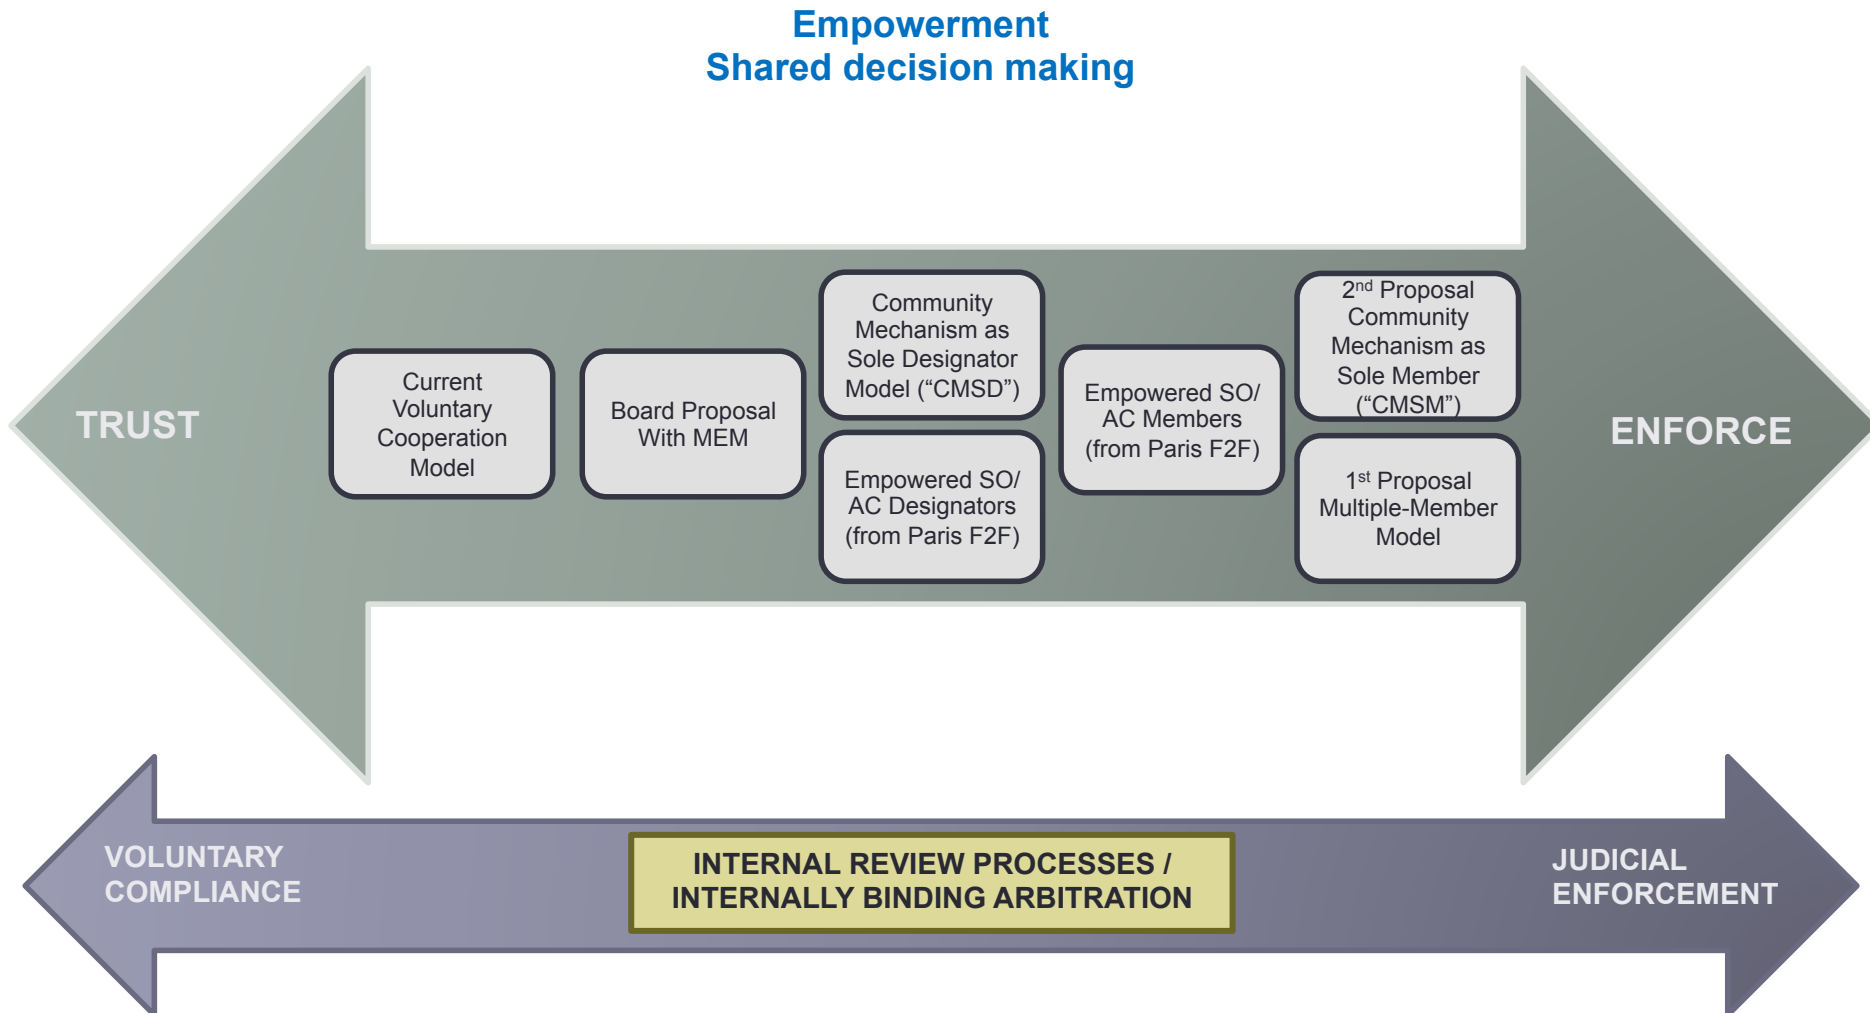 Empowerment
Shared decision making
TRUST
Current
Voluntary
Cooperation
Model
Board Proposal
With MEM
Community
Mechanism as
Sole Designator
Model (“CMSD”)
Empowered SO/
AC Designators
(from Paris F2F)
Empowered SO/
AC Members
(from Paris F2F)
2nd Proposal
Community
Mechanism as
Sole Member
(“CMSM”)
1st Proposal
Multiple-Member
Model
ENFORCE
VOLUNTARY
COMPLIANCE
INTERNAL REVIEW PROCESSES /
INTERNALLY BINDING ARBITRATION
JUDICIAL
ENFORCEMENT